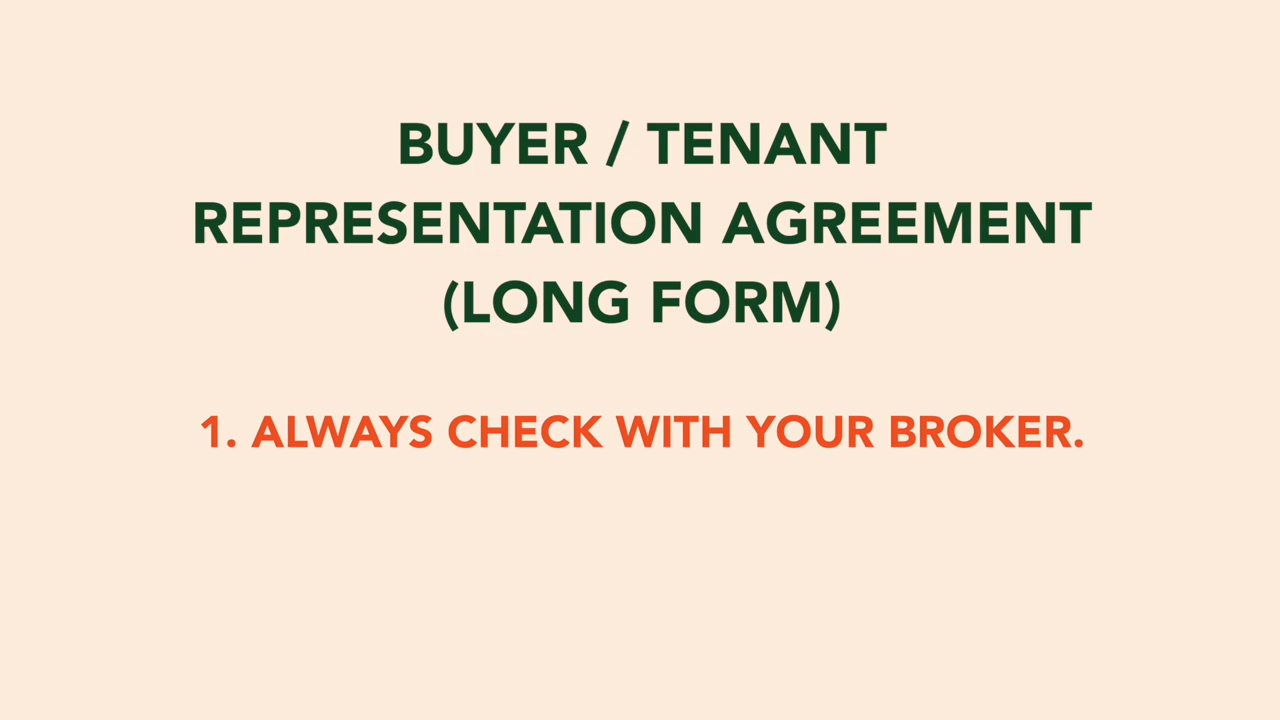 BUYER / TENANT
REPRESENTATION AGREEMENT
(LONG FORM)
1. ALWAYS CHECK WITH YOUR BROKER.